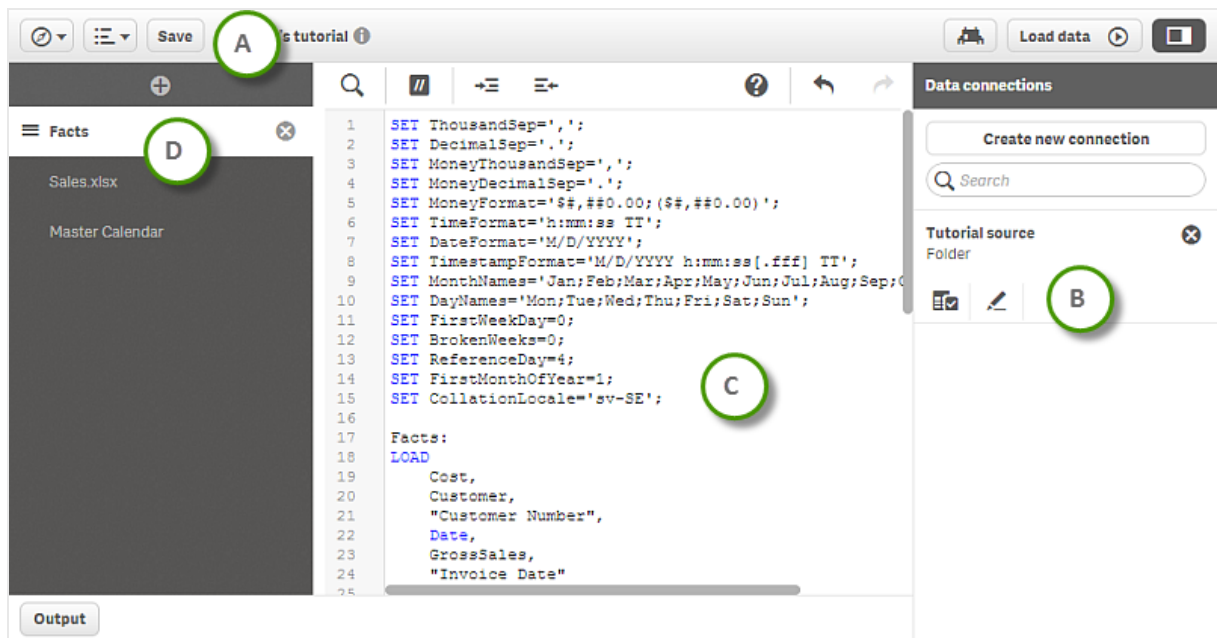 Save
A
's tutorial
Load data
Facts
D
Sales.xlsx
Master Calendar
//
1 SET ThousandSep=',';
2 SET DecimalSep='.';
3 SET MoneyThousandSep=',';
4 SET MoneyDecimalSep='.';
5 SET MoneyFormat='$#,##0.00;($#,##0.00)';
6 SET TimeFormat='h:mm:ss TT';
7 SET DateFormat='M/D/YYYY';
8 SET TimestampFormat='M/D/YYYY h:mm:ss[.fff] TT';
9 SET MonthNames='Jan;Feb;Mar;Apr;May;Jun;Jul;Aug;Sep;
10 SET DayNames='Mon;Tue;Wed;Thu;Fri;Sat;Sun';
11 SET FirstWeekDay=0;
12 SET BrokenWeeks=0;
13 SET ReferenceDay=4;
14 SET FirstMonthOfYear=1;
15 SET CollationLocale='sv-SE';
16
17 Facts:
18 LOAD
19 Cost,
20 Customer,
21 "Customer Number",
22 Date,
23 GrossSales,
24 "Invoice Date"
25
C
Data connections
Create new connection
Search
Tutorial source
Folder
B
Output